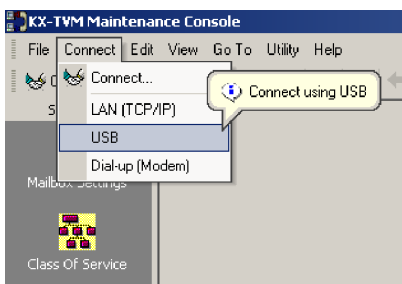 KX-TVM Maintenance Console
File Connect Edit View Go To Utility Help
Connect...
LAN (TCP/IP)
USB
Dial-up (Modem)
Connect using USB
Mailbox Settings
Class Of Service